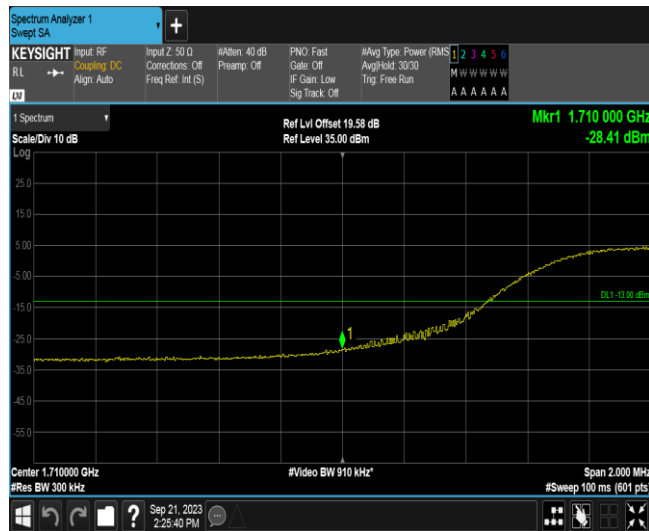 Spectrum Analyzer 1
Swept SA
+
KEYSIGHT
RL
LXI
Input: RF
Coupling: DC
Align: Auto
Input Z: 50 Ω
Corrections: Off
Freq Ref: Int (S)
#Atten: 40 dB
Preamp: Off
PNO: Fast
Gate: Off
IF Gain: Low
Sig Track: Off
#Avg Type: Power (RMS
Avg|Hold: 30/30
Trig: Free Run
1 2 3 4 5 6
M W W W W W
A A A A A A
1 Spectrum
Scale/Div 10 dB
Log
Ref Lvl Offset 19.58 dB
Ref Level 35.00 dBm
Mkr1 1.710 000 GHz
-28.41 dBm
25.0
15.0
5.00
-5.00
-15.0
-25.0
-35.0
-45.0
-55.0
DL1 -13.00 dBm
1
Center 1.710000 GHz
#Res BW 300 kHz
#Video BW 910 kHz*
Span 2.000 MHz
#Sweep 100 ms (601 pts)
?
Sep 21, 2023
2:25:40 PM